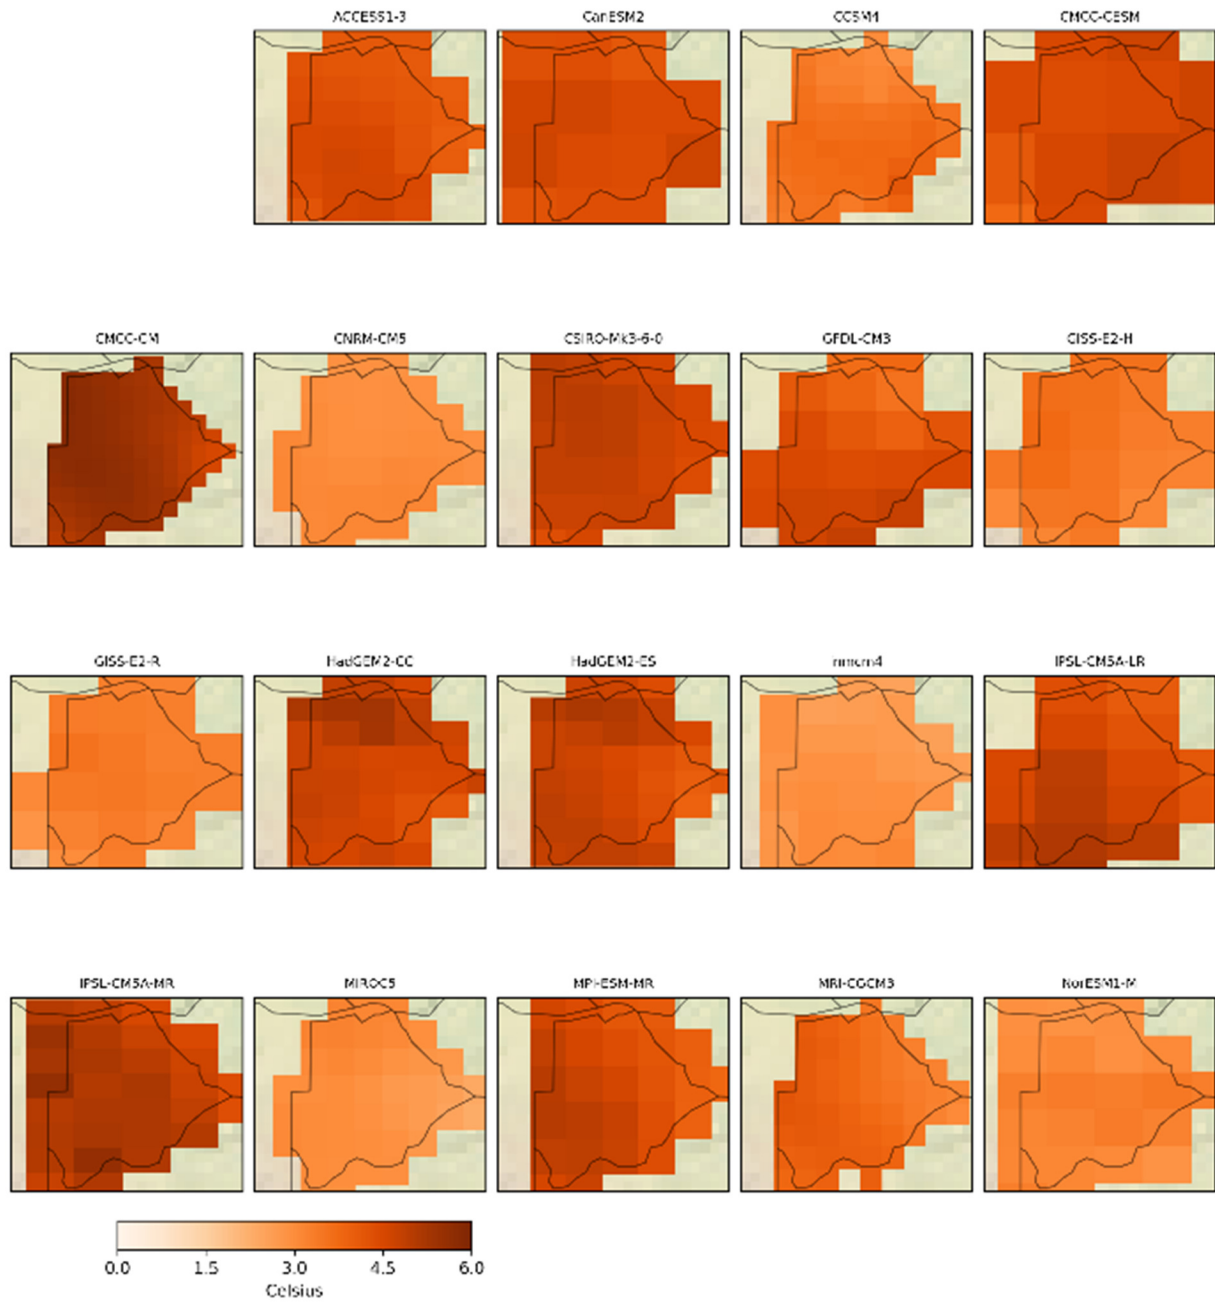 ACCESS1-3
CanESM2
CCSM4
CMCC-CESM
CMCC-CM
CNRM-CM5
CSIRO-Mk3-6-0
GFDL-CM3
GISS-E2-H
GISS-E2-R
HadGEM2-CC
HadGEM2-ES
inmcm4
IPSL-CM5A-LR
IPSL-CM5A-MR
MIROC5
MPI-ESM-MR
MRI-CGCM3
NorESM1-M
0.0 1.5 3.0 4.5 6.0
Celsius